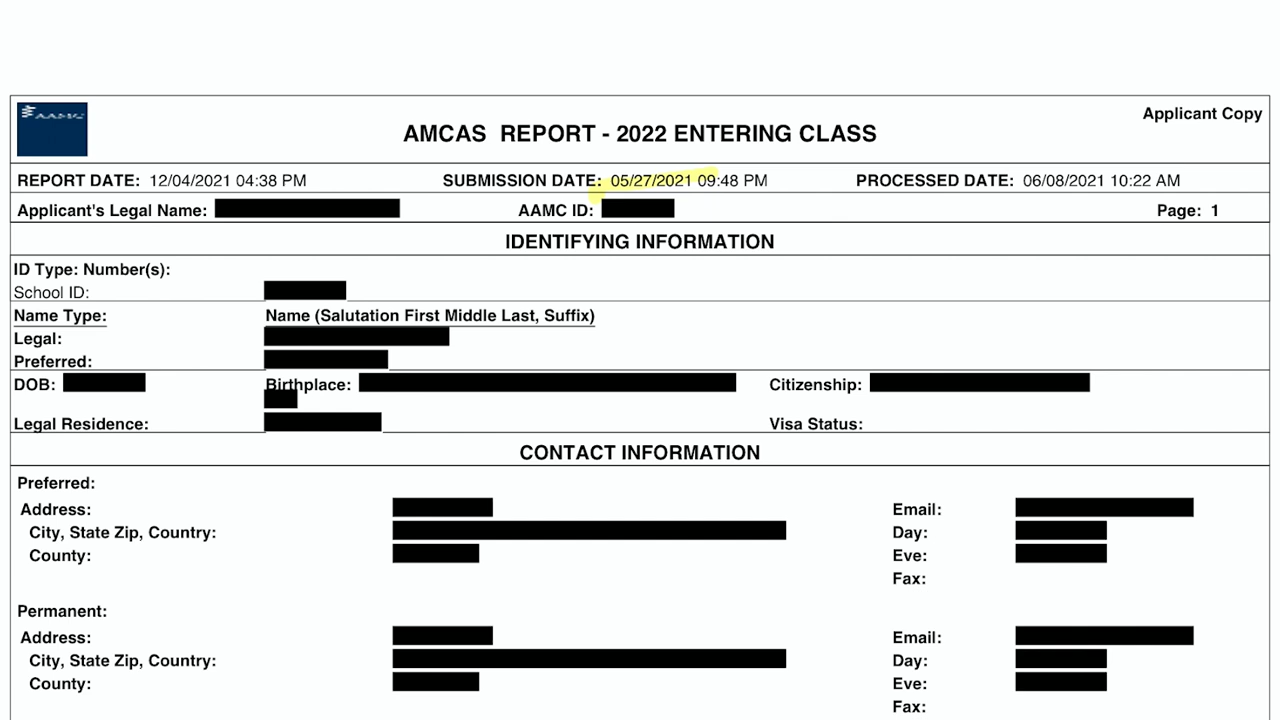 AAMC
Applicant Copy
AMCAS REPORT - 2022 ENTERING CLASS
REPORT DATE: 12/04/2021 04:38 PM SUBMISSION DATE: 05/27/2021 09:48 PM PROCESSED DATE: 06/08/2021 10:22 AM
Applicant's Legal Name: AAMC ID: Page: 1
IDENTIFYING INFORMATION
ID Type: Number(s):
School ID:
Name Type: Name (Salutation First Middle Last, Suffix)
Legal:
Preferred:
DOB: Birthplace: Citizenship:
Legal Residence: Visa Status:
CONTACT INFORMATION
Preferred:
Address: Email:
City, State Zip, Country: Day:
County: Eve:
Fax:
Permanent:
Address: Email:
City, State Zip, Country: Day:
County: Eve:
Fax: